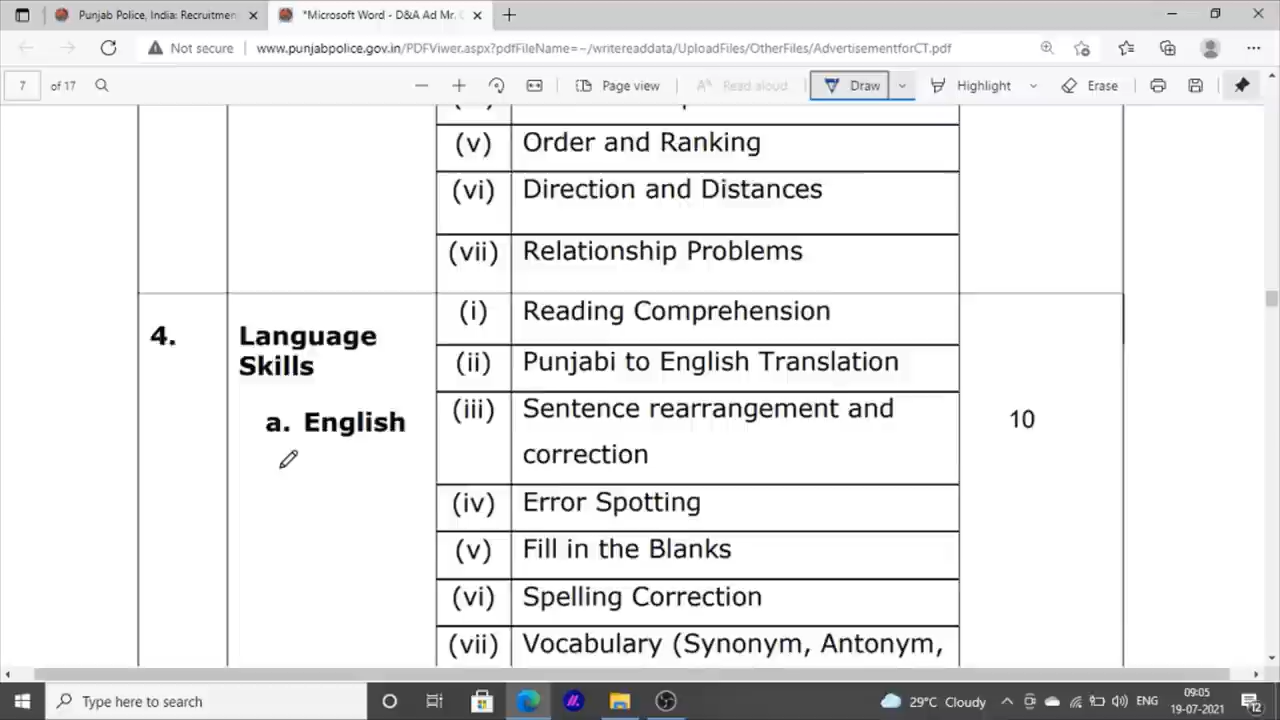 Punjab Police, India: Recruitmen
*Microsoft Word - D&A Ad Mr.
Not secure
www.punjabpolice.gov.in/PDFViwer.aspx?pdfFileName=~/writereaddata/UploadFiles/OtherFiles/AdvertisementforCT.pdf
7 of 17
Page view
Read aloud
Draw
Highlight
Erase
(v) Order and Ranking
(vi) Direction and Distances
(vii) Relationship Problems
4. Language Skills
a. English
(i) Reading Comprehension
(ii) Punjabi to English Translation
(iii) Sentence rearrangement and
correction
10
(iv) Error Spotting
(v) Fill in the Blanks
(vi) Spelling Correction
(vii) Vocabulary (Synonym, Antonym,
Type here to search
29°C Cloudy
ENG
09:05
19-07-2021
12